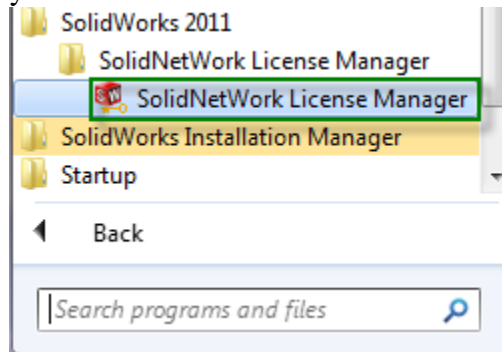 SolidWorks 2011
SolidNetWork License Manager
SolidNetWork License Manager
SolidWorks Installation Manager
Startup
Back
Search programs and files